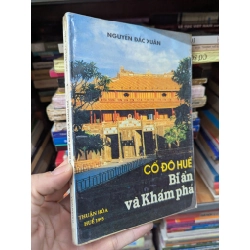 NGUYỄN ĐẮC XUÂN
CỐ ĐÔ HUẾ
Bí ẩn
và Khám phá
THUẬN HÓA
HUẾ 1995